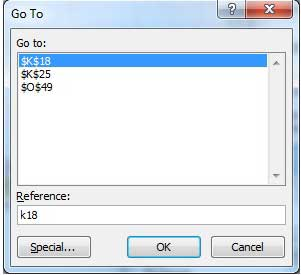 Go To
Go to:
$K$18
$K$25
$O$49
Reference:
k18
Special...
OK
Cancel